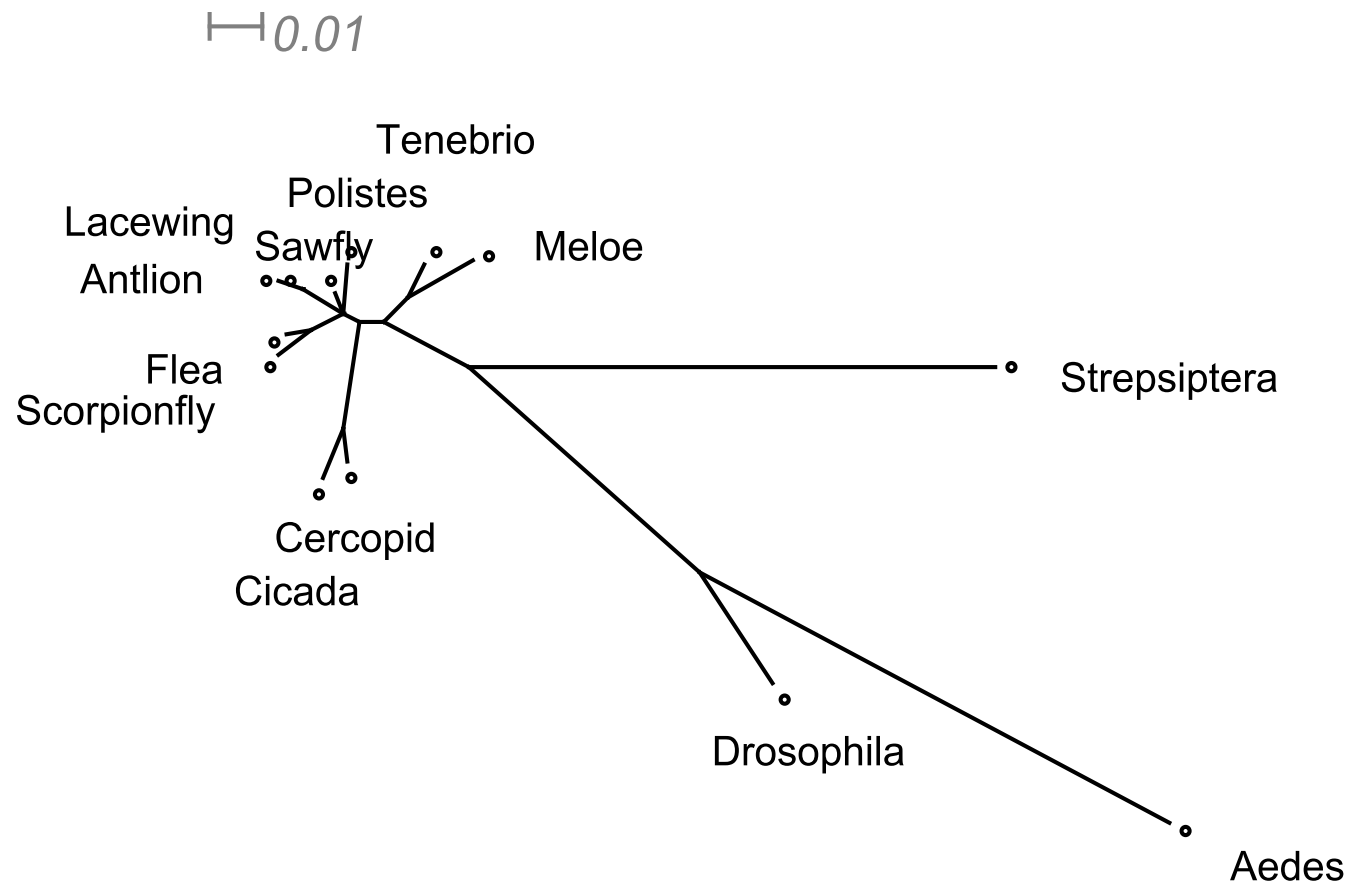 0.01
Tenebrio
Polistes
Lacewing
Sawfly
Meloe
Antlion
Flea
Strepsiptera
Scorpionfly
Cercopid
Cicada
Drosophila
Aedes